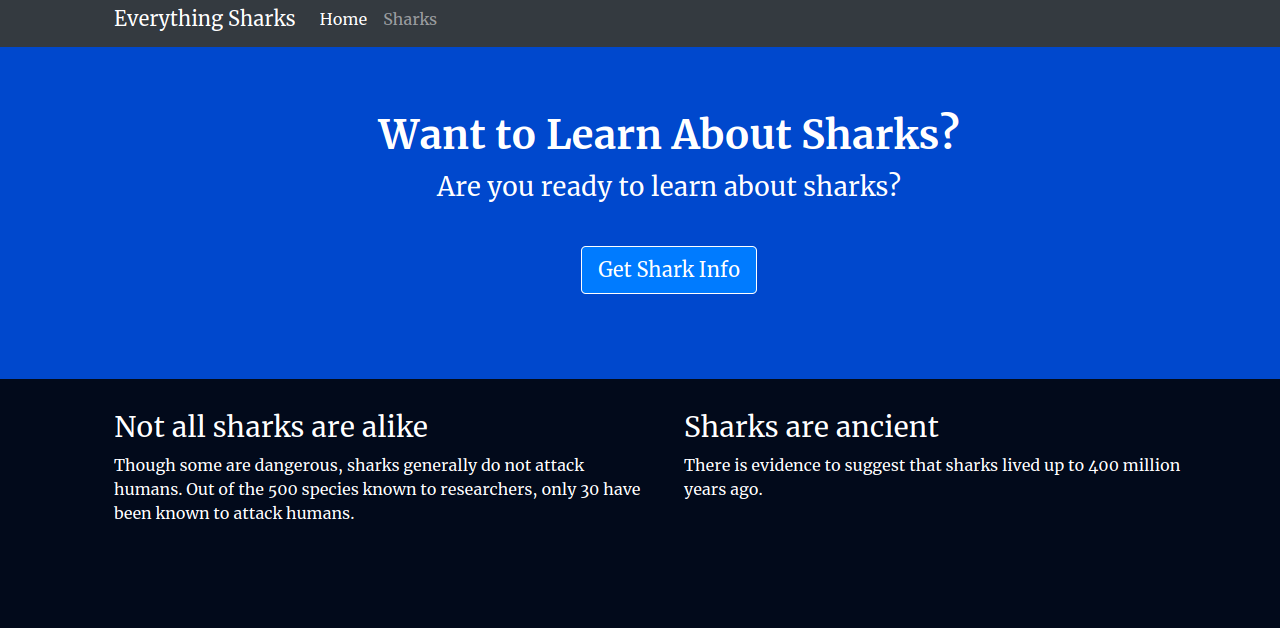 Everything Sharks Home Sharks
Want to Learn About Sharks?
Are you ready to learn about sharks?
Get Shark Info
Not all sharks are alike
Though some are dangerous, sharks generally do not attack
humans. Out of the 500 species known to researchers, only 30 have
been known to attack humans.
Sharks are ancient
There is evidence to suggest that sharks lived up to 400 million
years ago.